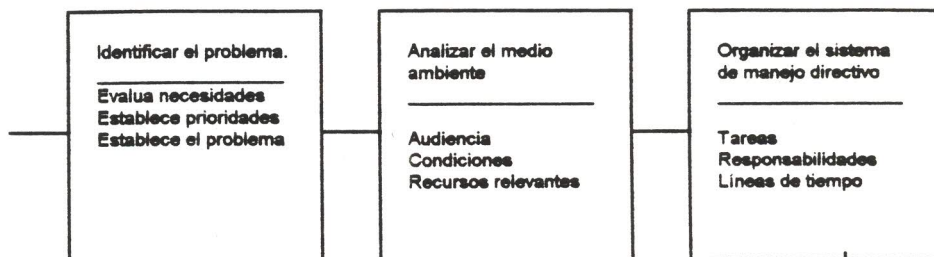 Identificar el problema.
Evalua necesidades
Establece prioridades
Establece el problema
Analizar el medio
ambiente
Audiencia
Condiciones
Recursos relevantes
Organizar el sistema
de manejo directivo
Tareas
Responsabilidades
Líneas de tiempo